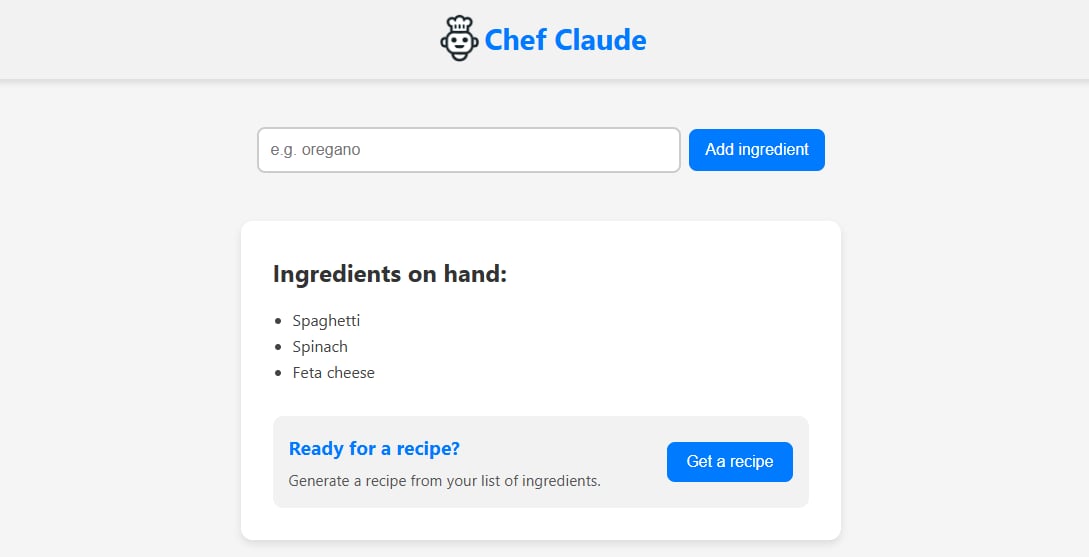 Chef Claude
e.g. oregano
Add ingredient
Ingredients on hand:
Spaghetti
Spinach
Feta cheese
Ready for a recipe?
Generate a recipe from your list of ingredients.
Get a recipe